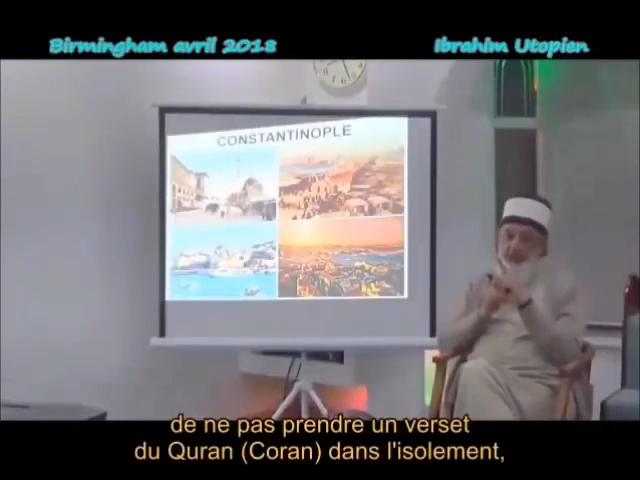 Birmingham avril 2018
Ibrahim Utopien
CONSTANTINOPLE
de ne pas prendre un verset
du Quran (Coran) dans l'isolement,